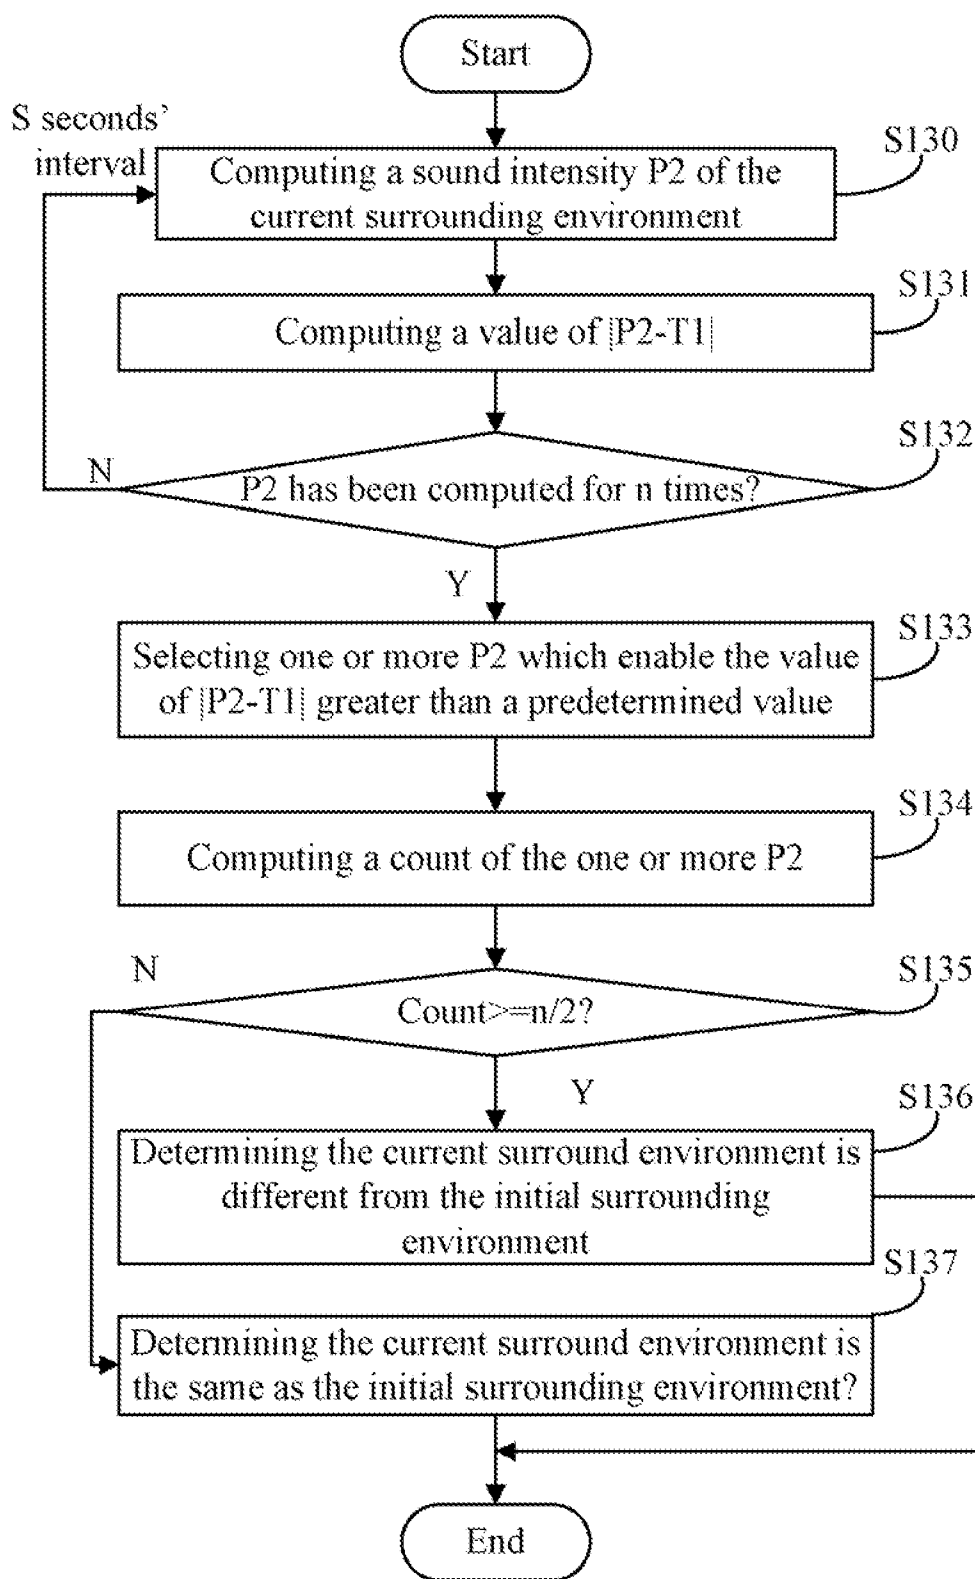 Start
S seconds'
interval
S130
Computing a sound intensity P2 of the
current surrounding environment
S131
Computing a value of |P2-T1|
S132
N
P2 has been computed for n times?
Y
S133
Selecting one or more P2 which enable the value
of |P2-T1| greater than a predetermined value
S134
Computing a count of the one or more P2
N
S135
Count>=n/2?
Y
S136
Determining the current surround environment is
different from the initial surrounding
environment
S137
Determining the current surround environment is
the same as the initial surrounding environment?
End